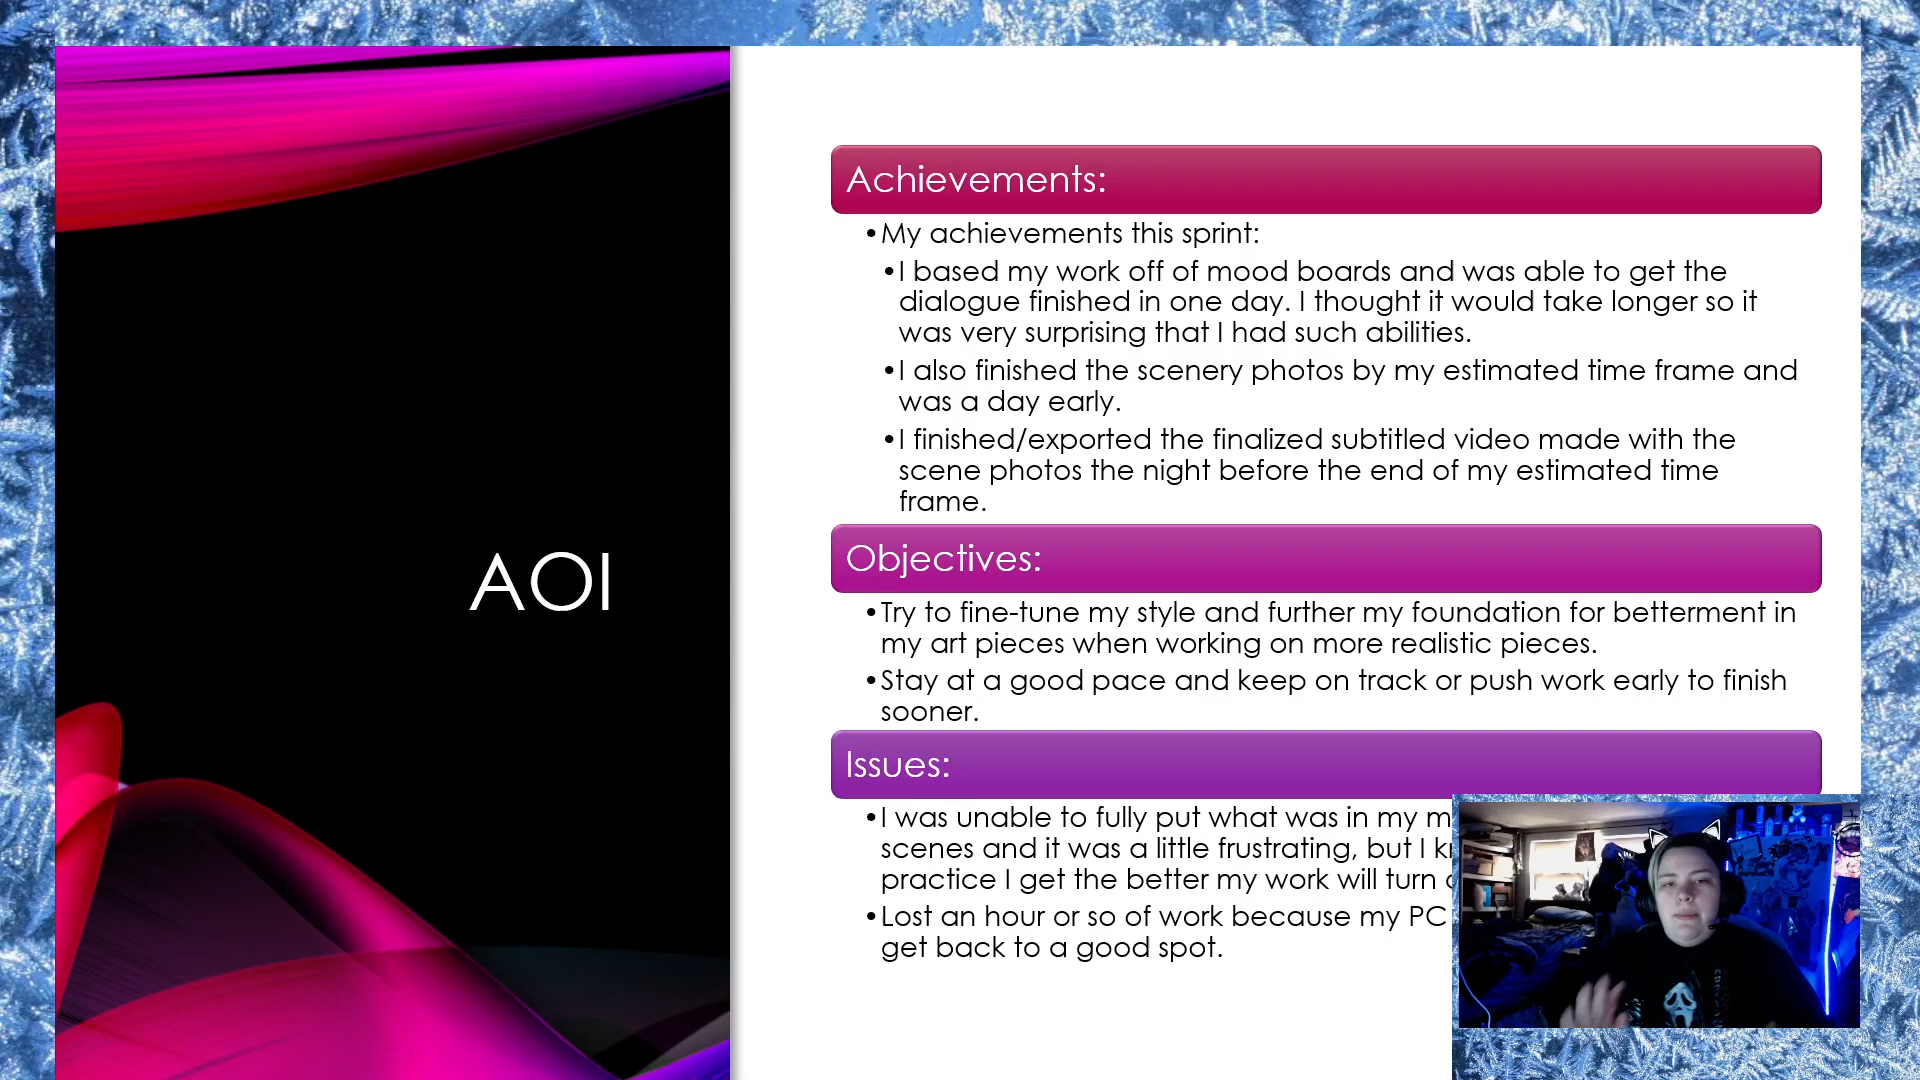 AOI
Achievements:
•My achievements this sprint:
•I based my work off of mood boards and was able to get the
dialogue finished in one day. I thought it would take longer so it
was very surprising that I had such abilities.
•I also finished the scenery photos by my estimated time frame and
was a day early.
•I finished/exported the finalized subtitled video made with the
scene photos the night before the end of my estimated time
frame.
Objectives:
•Try to fine-tune my style and further my foundation for betterment in
my art pieces when working on more realistic pieces.
•Stay at a good pace and keep on track or push work early to finish
sooner.
Issues:
•I was unable to fully put what was in my
scenes and it was a little frustrating, but I
practice I get the better my work will turn
•Lost an hour or so of work because my PC
get back to a good spot.